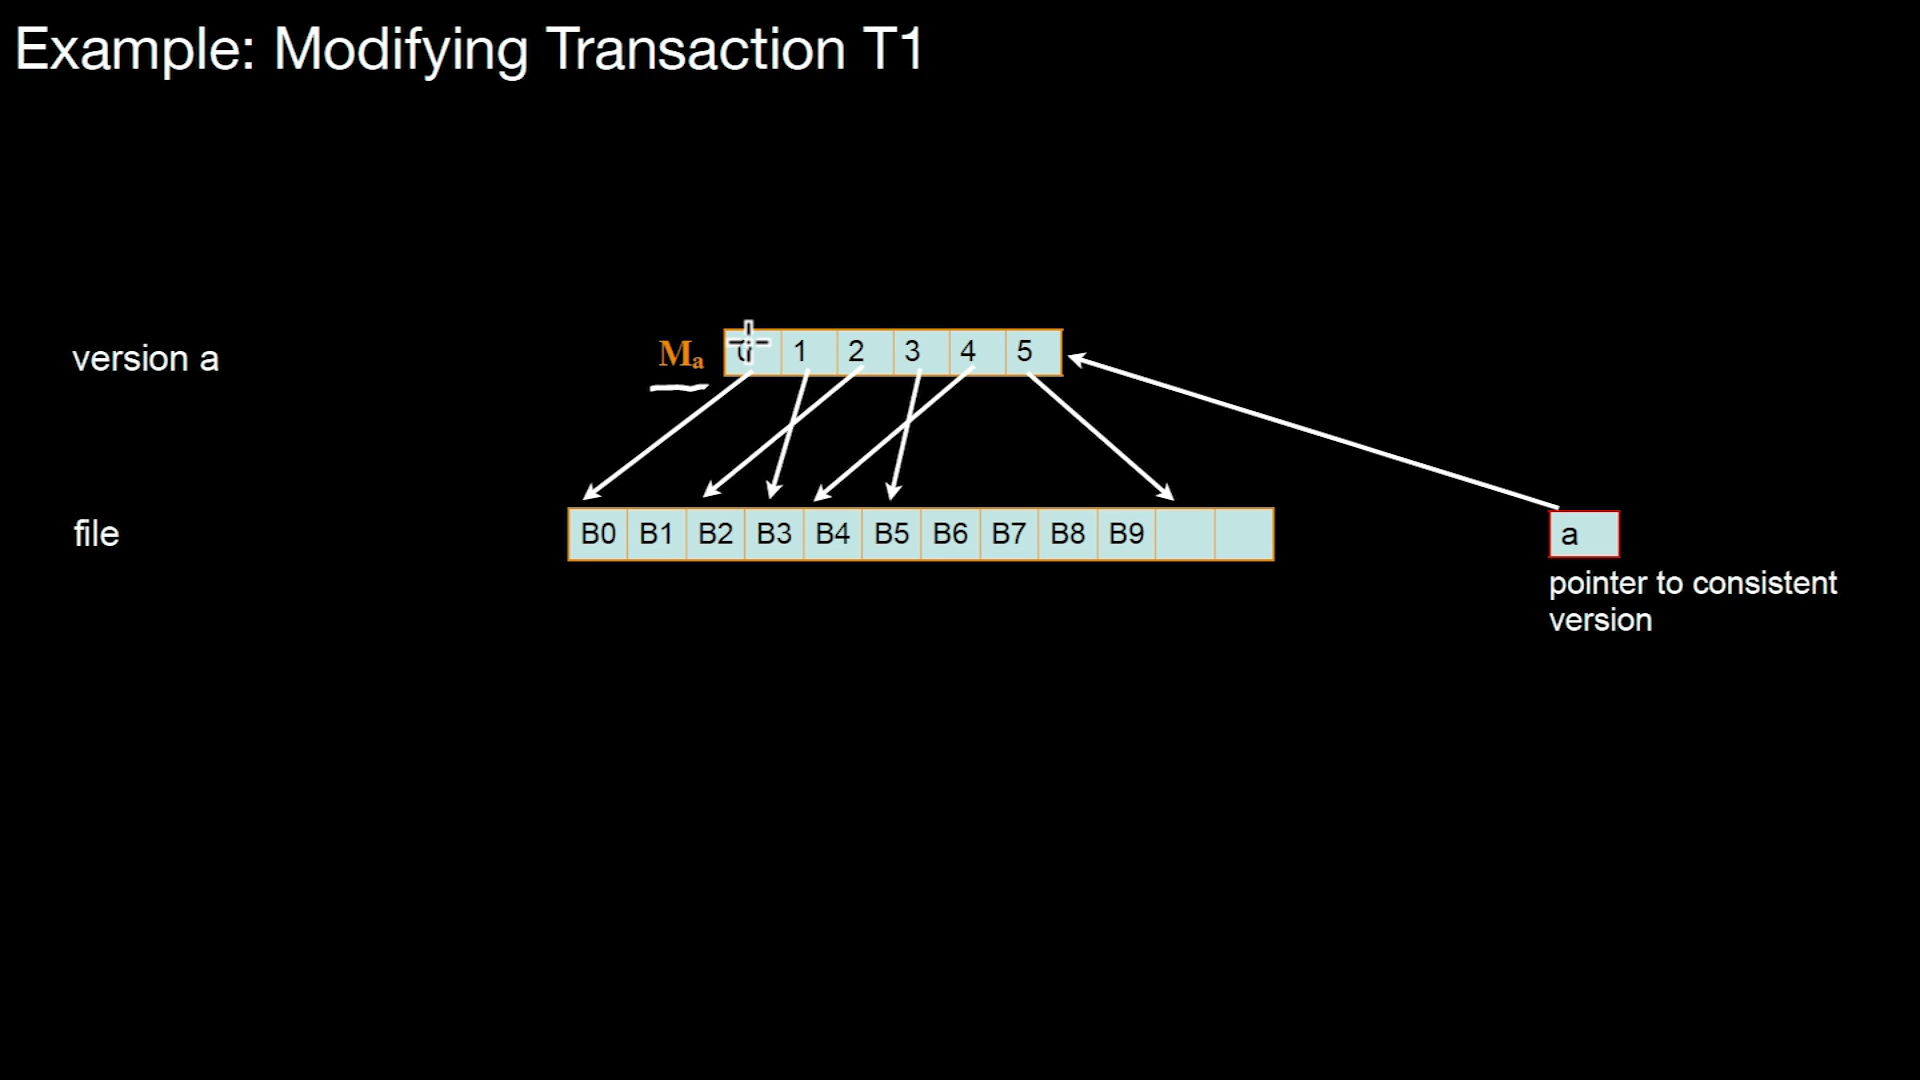 Example: Modifying Transaction T1
version a
Mₐ 0 1 2 3 4 5
file
B0 B1 B2 B3 B4 B5 B6 B7 B8 B9
a
pointer to consistent
version